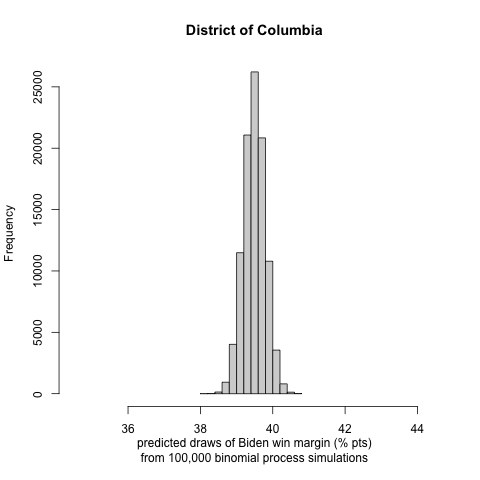 District of Columbia
Frequency
25000
20000
15000
10000
5000
0
36 38 40 42 44
predicted draws of Biden win margin (% pts)
from 100,000 binomial process simulations